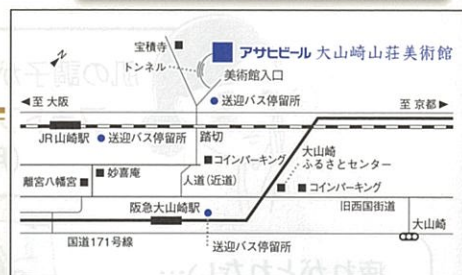 N
宝積寺
トンネル
アサヒビール 大山崎山荘美術館
美術館入口
送迎バス停留所
◀至 大阪
至 京都▶
JR山崎駅
送迎バス停留所
踏切
コインパーキング
大山崎
ふるさとセンター
妙喜庵
離宮八幡宮
人道(近道)
コインパーキング
旧西国街道
阪急大山崎駅
大山崎
国道171号線
送迎バス停留所